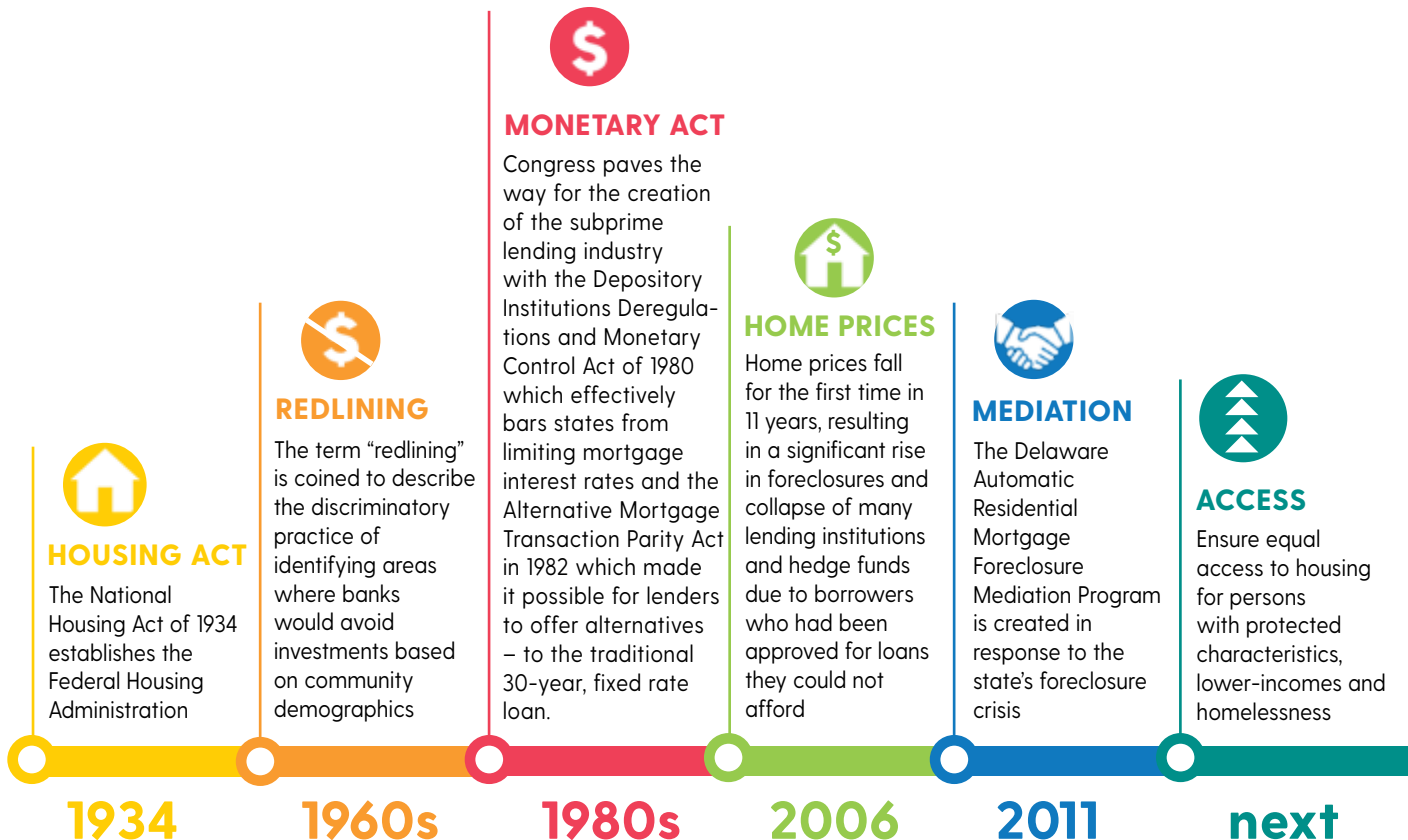 HOUSING ACT
The National
Housing Act of 1934
establishes the
Federal Housing
Administration
1934
REDLINING
The term “redlining”
is coined to describe
the discriminatory
practice of
identifying areas
where banks
would avoid
investments based
on community
demographics
1960s
MONETARY ACT
Congress paves the
way for the creation
of the subprime
lending industry
with the Depository
Institutions Deregula-
tions and Monetary
Control Act of 1980
which effectively
bars states from
limiting mortgage
interest rates and the
Alternative Mortgage
Transaction Parity Act
in 1982 which made
it possible for lenders
to offer alternatives
– to the traditional
30-year, fixed rate
loan.
1980s
HOME PRICES
Home prices fall
for the first time in
11 years, resulting
in a significant rise
in foreclosures and
collapse of many
lending institutions
and hedge funds
due to borrowers
who had been
approved for loans
they could not
afford
2006
MEDIATION
The Delaware
Automatic
Residential
Mortgage
Foreclosure
Mediation Program
is created in
response to the
state’s foreclosure
crisis
2011
ACCESS
Ensure equal
access to housing
for persons
with protected
characteristics,
lower-incomes and
homelessness
next